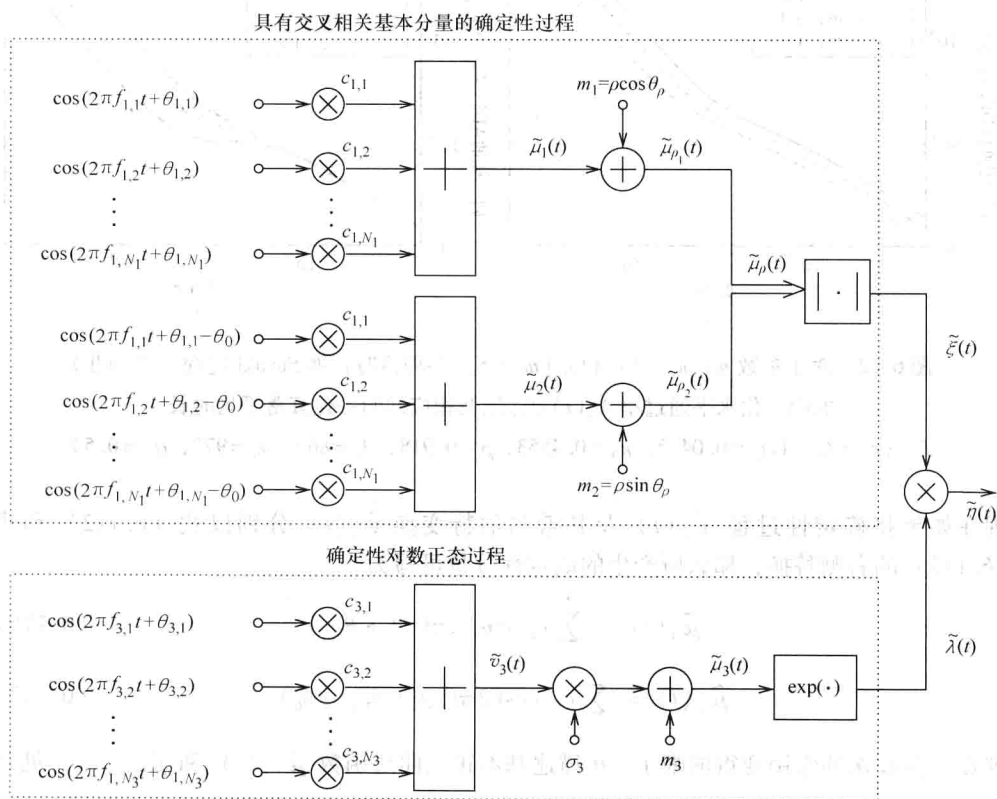 具有交叉相关基本分量的确定性过程
cos(2πf₁,₁t+θ₁,₁)
c₁,₁
m₁=ρcosθρ
cos(2πf₁,₂t+θ₁,₂)
c₁,₂
μ̃₁(t)
μ̃ρ₁(t)
cos(2πf₁,N₁t+θ₁,N₁)
c₁,N₁
μ̃ρ(t)
| · |
cos(2πf₁,₁t+θ₁,₁−θ₀)
c₁,₁
ξ̃(t)
cos(2πf₁,₂t+θ₁,₂−θ₀)
c₁,₂
μ̃₂(t)
μ̃ρ₂(t)
cos(2πf₁,N₁t+θ₁,N₁−θ₀)
c₁,N₁
m₂=ρsinθρ
η̃(t)
确定性对数正态过程
cos(2πf₃,₁t+θ₃,₁)
c₃,₁
λ̃(t)
cos(2πf₃,₂t+θ₃,₂)
c₃,₂
ṽ₃(t)
μ̃₃(t)
exp(·)
cos(2πf₁,N₃t+θ₁,N₃)
c₃,N₃
σ₃
m₃